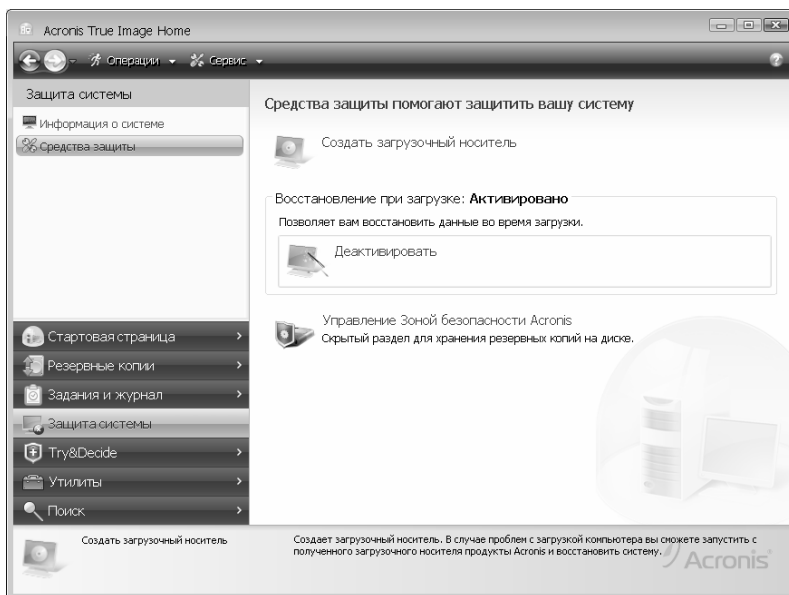 Acronis True Image Home
Операции
Сервис
Защита системы
Информация о системе
Средства защиты
Средства защиты помогают защитить вашу систему
Создать загрузочный носитель
Восстановление при загрузке: Активировано
Позволяет вам восстановить данные во время загрузки.
Деактивировать
Управление Зоной безопасности Acronis
Скрытый раздел для хранения резервных копий на диске.
Стартовая страница
Резервные копии
Задания и журнал
Защита системы
Try&Decide
Утилиты
Поиск
Создать загрузочный носитель
Создает загрузочный носитель. В случае проблем с загрузкой компьютера вы сможете запустить с
полученного загрузочного носителя продукты Acronis и восстановить систему.
Acronis